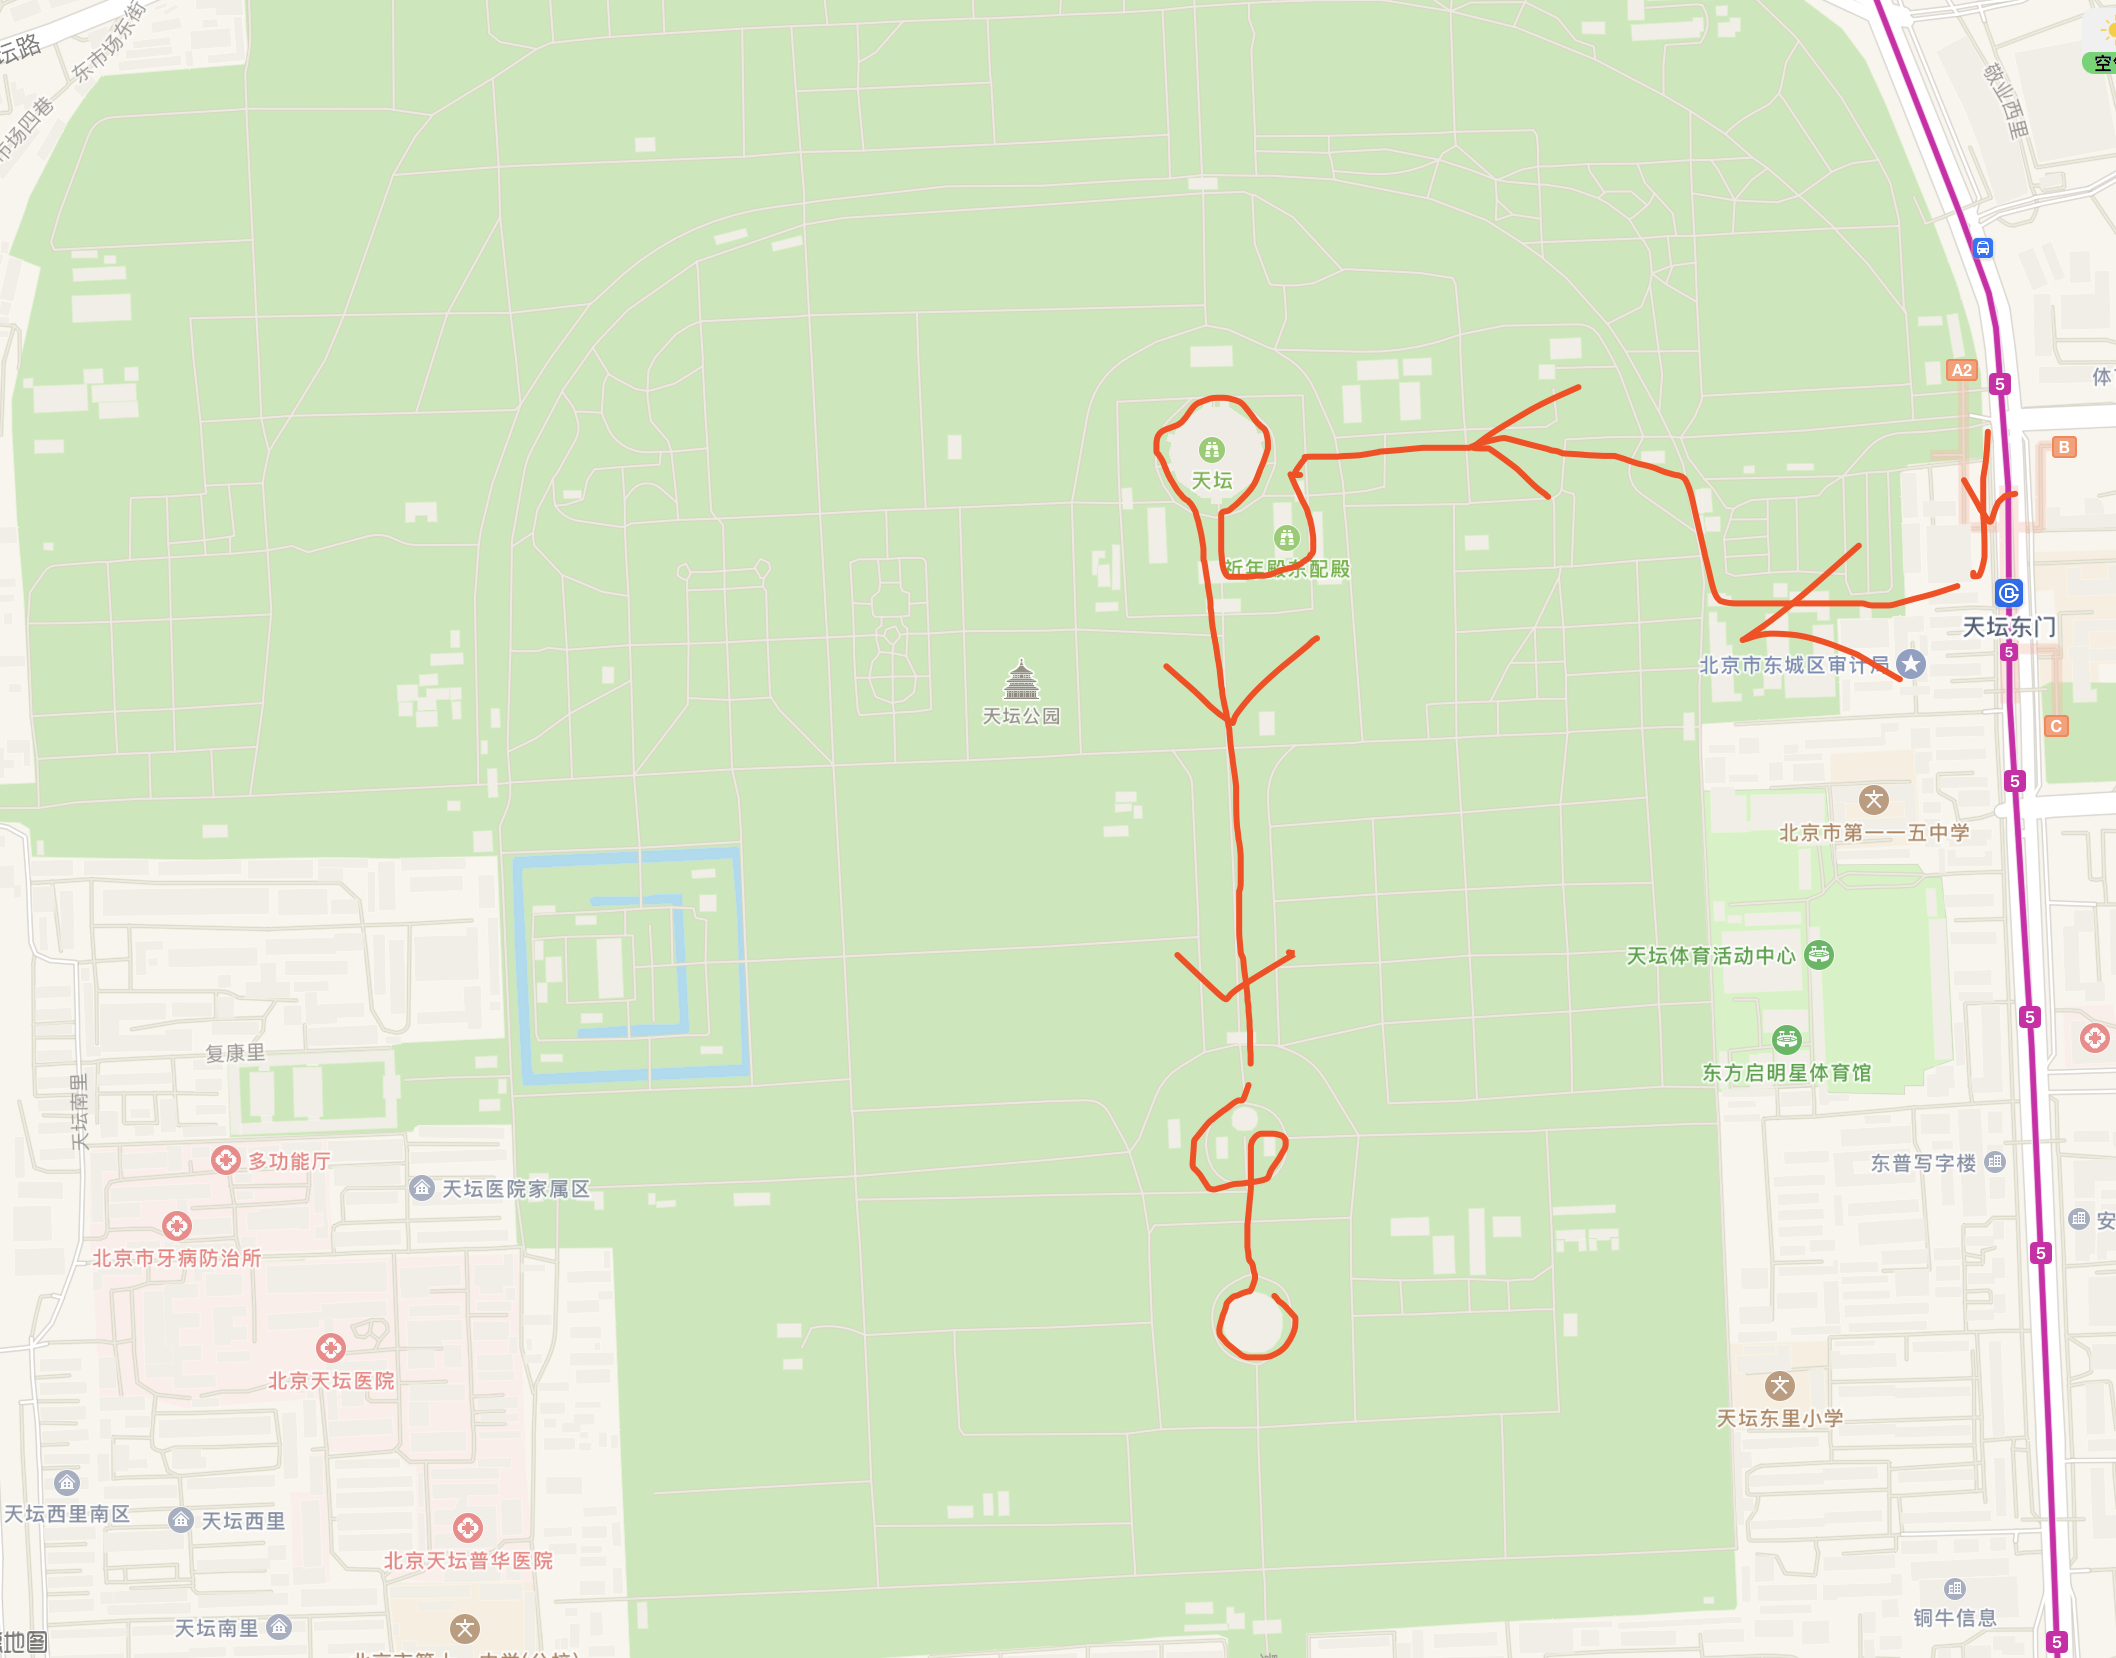 坛路
东市场东街
市场四巷
敬业西里
空
A2
5
体
B
天坛
祈年殿东配殿
天坛东门
5
北京市东城区审计局
天坛公园
C
5
文
北京市第一一五中学
天坛体育活动中心
5
复康里
东方启明星体育馆
天坛南里
多功能厅
东普写字楼
天坛医院家属区
安
北京市牙病防治所
5
北京天坛医院
文
天坛东里小学
天坛西里南区
天坛西里
北京天坛普华医院
铜牛信息
天坛南里
文
地图
5